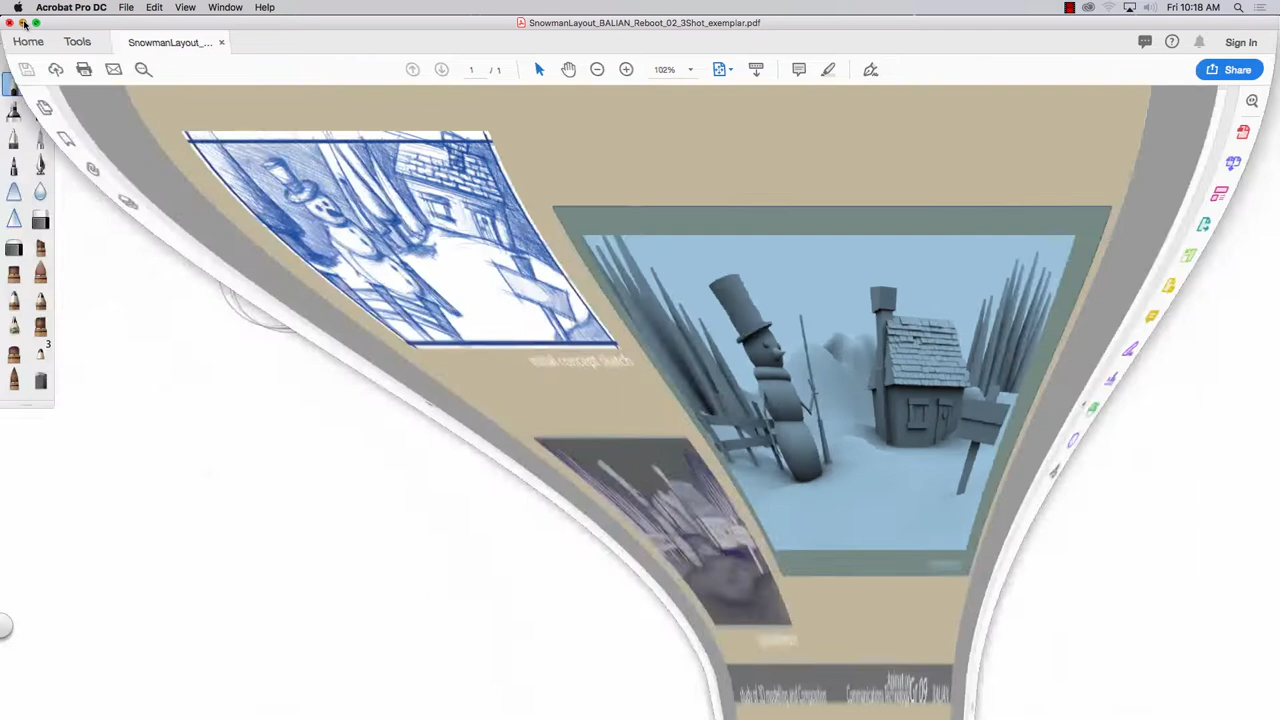 Acrobat Pro DC File Edit View Window Help Fri 10:18 AM
SnowmanLayout_BALIAN_Reboot_02_3Shot_exemplar.pdf
Home Tools SnowmanLayout_... × Sign In
1 / 1 102% Share
3